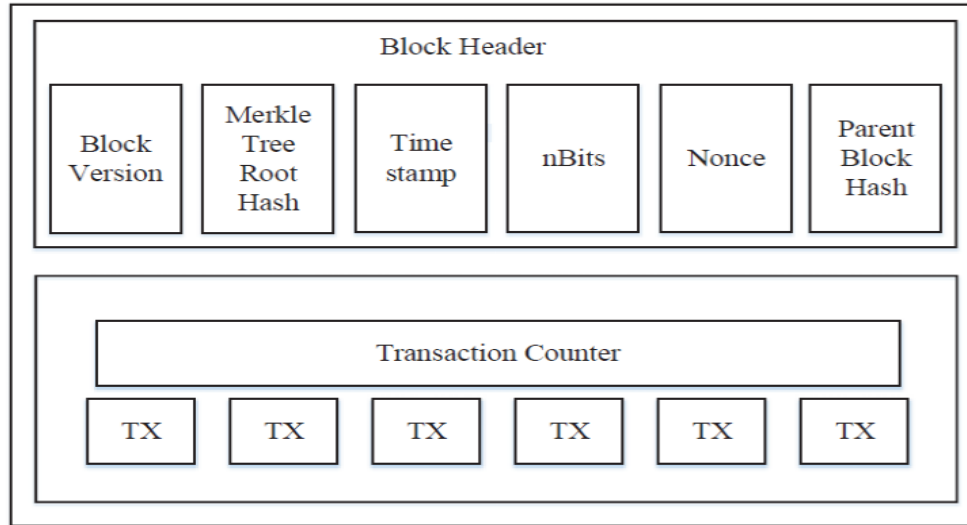 Block Header
Block
Version
Merkle
Tree
Root
Hash
Time
stamp
nBits
Nonce
Parent
Block
Hash
Transaction Counter
TX
TX
TX
TX
TX
TX